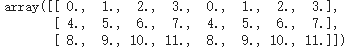 array([[ 0., 1., 2., 3., 0., 1., 2., 3.],
[ 4., 5., 6., 7., 4., 5., 6., 7.],
[ 8., 9., 10., 11., 8., 9., 10., 11.]])